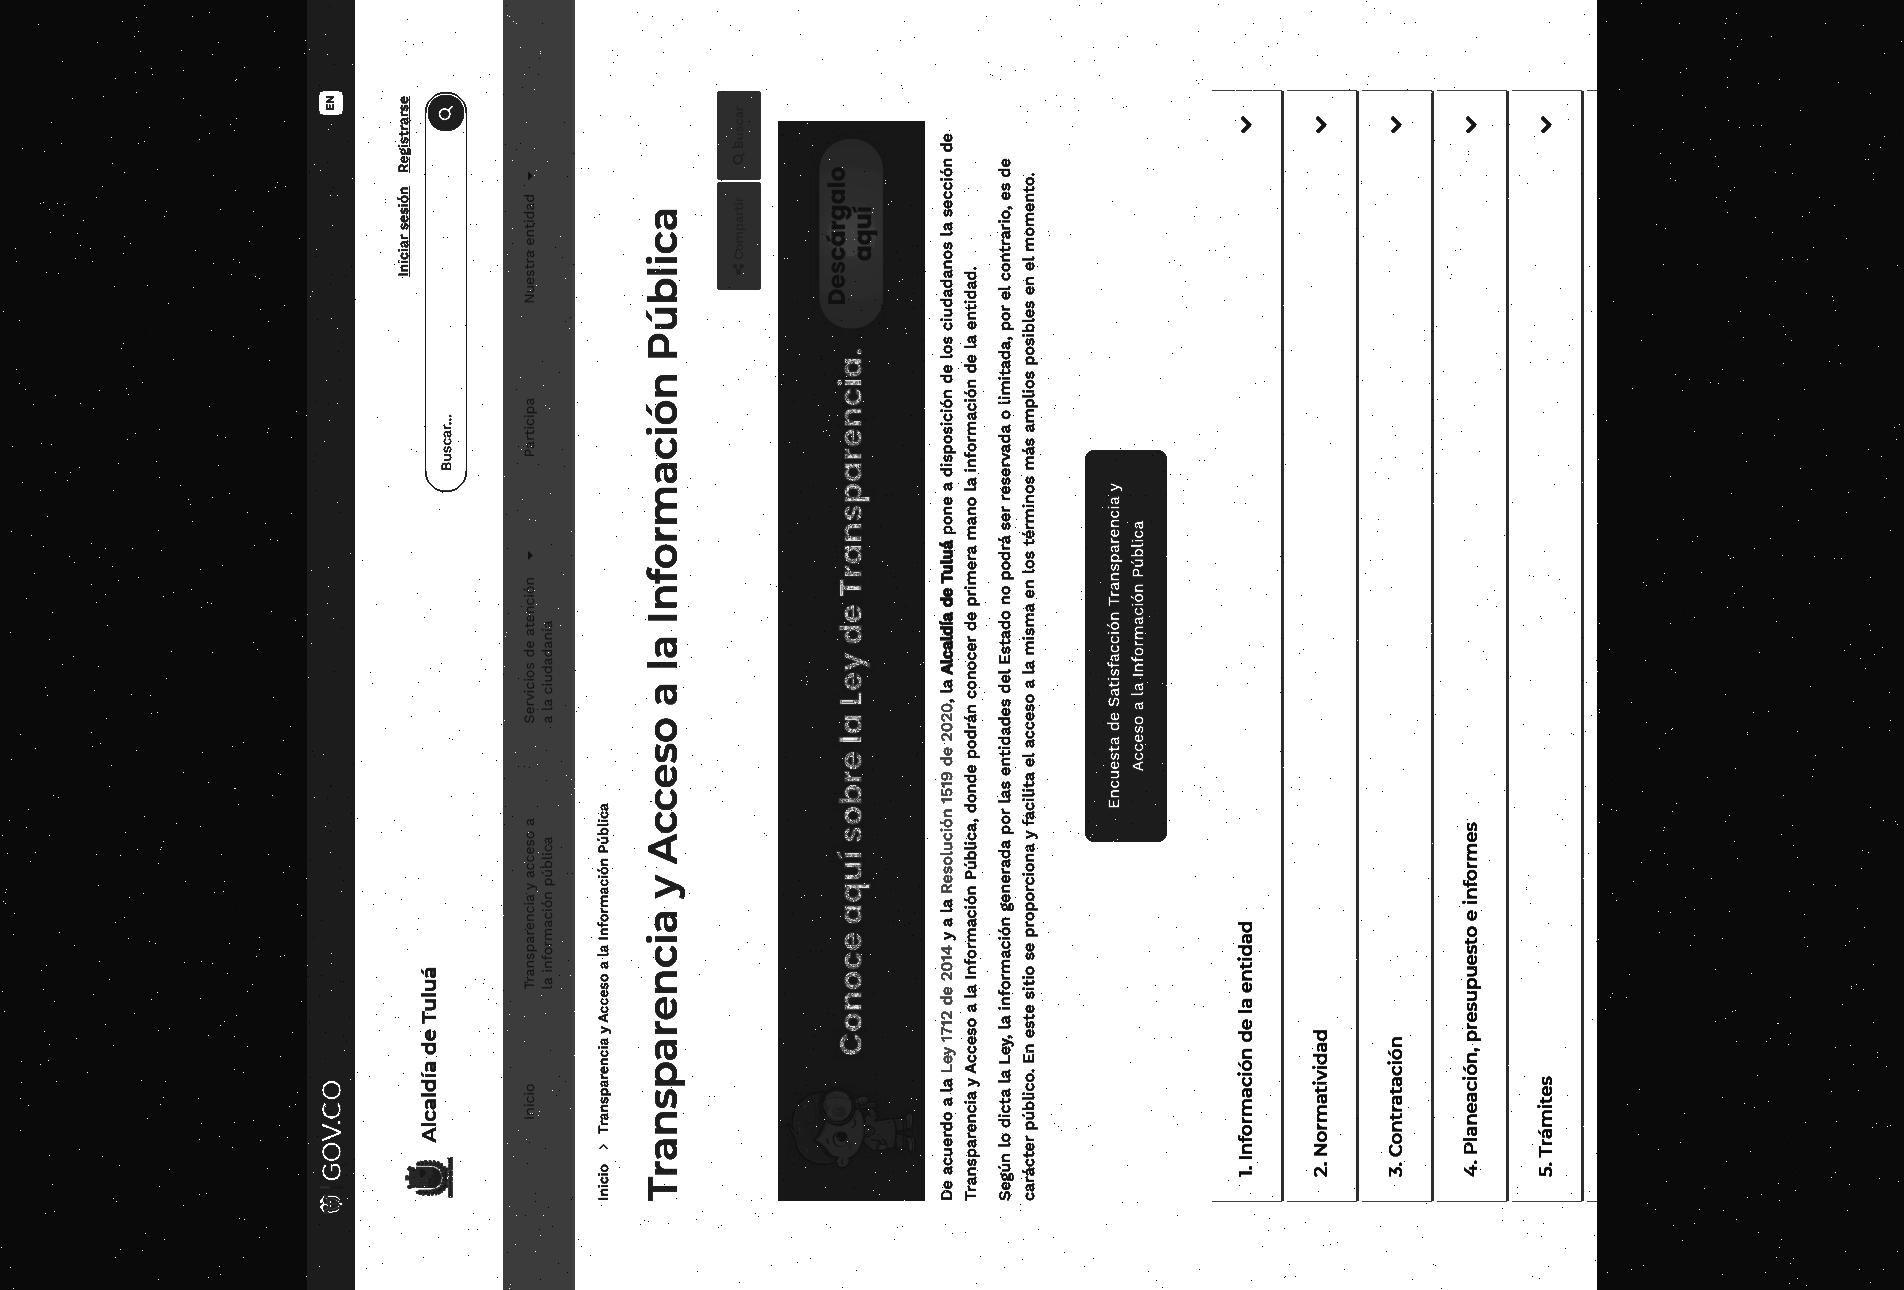 GOV.CO
EN
Iniciar sesión Registrarse
Alcaldía de Tuluá
Buscar...
Inicio
Transparencia y acceso a
la información pública
Servicios de atención
a la ciudadanía
Participa
Nuestra entidad
Inicio > Transparencia y Acceso a la Información Pública
Transparencia y Acceso a la Información Pública
Compartir
Buscar
Conoce aquí sobre la Ley de Transparencia.
Descárgalo
aquí
De acuerdo a la Ley 1712 de 2014 y a la Resolución 1519 de 2020, la Alcaldía de Tuluá pone a disposición de los ciudadanos la sección de
Transparencia y Acceso a la Información Pública, donde podrán conocer de primera mano la información de la entidad.
Según lo dicta la Ley, la información generada por las entidades del Estado no podrá ser reservada o limitada, por el contrario, es de
carácter público. En este sitio se proporciona y facilita el acceso a la misma en los términos más amplios posibles en el momento.
Encuesta de Satisfacción Transparencia y
Acceso a la Información Pública
1. Información de la entidad
2. Normatividad
3. Contratación
4. Planeación, presupuesto e informes
5. Trámites